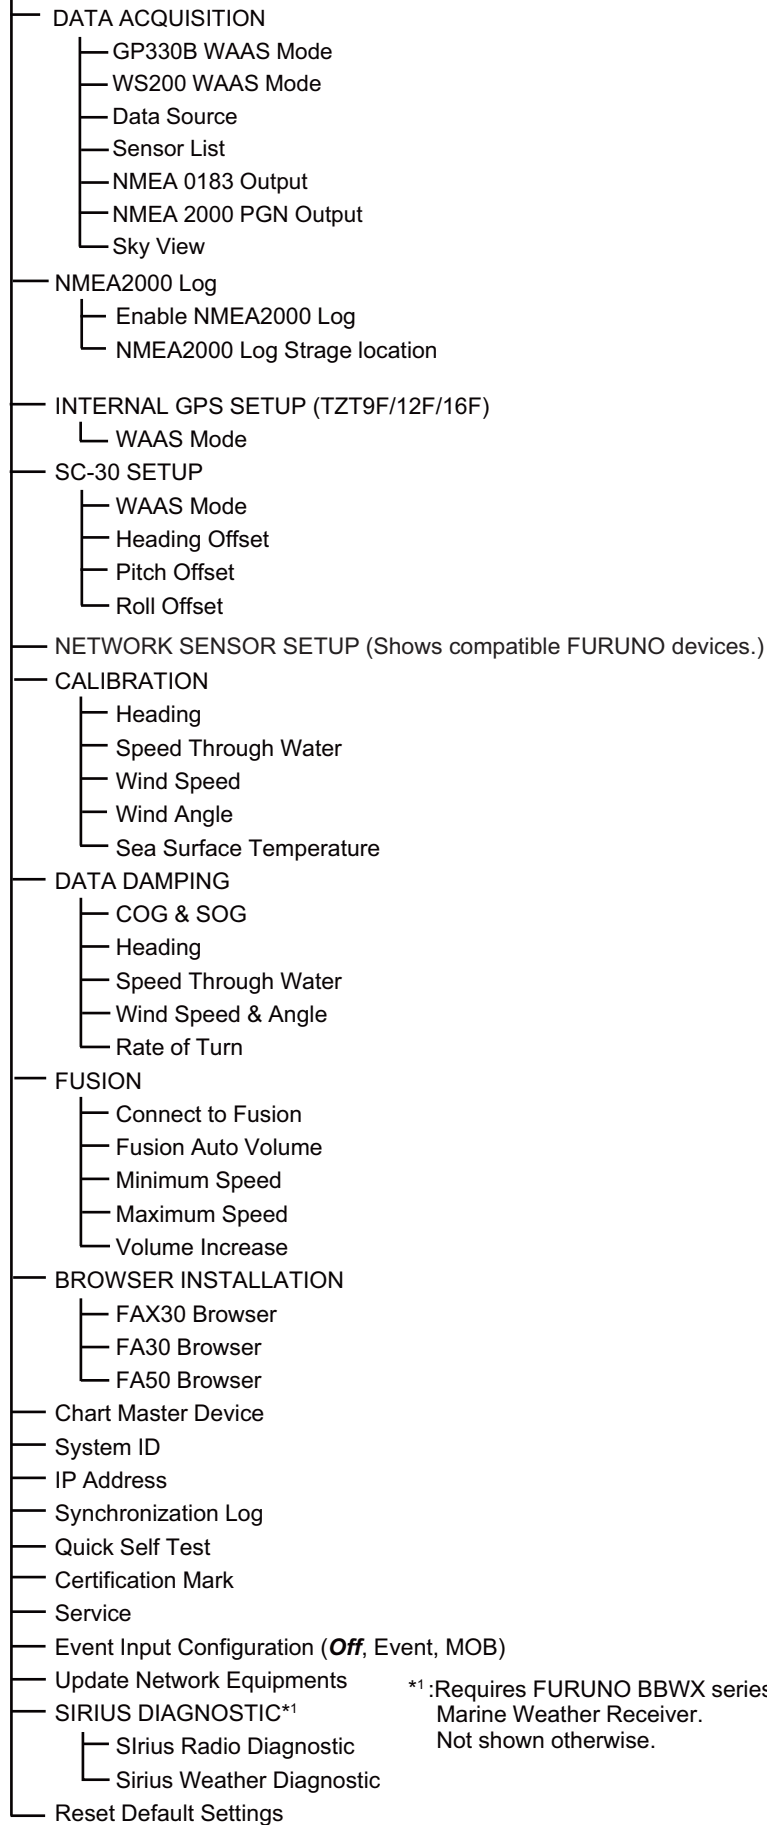 DATA ACQUISITION
GP330B WAAS Mode
WS200 WAAS Mode
Data Source
Sensor List
NMEA 0183 Output
NMEA 2000 PGN Output
Sky View
NMEA2000 Log
Enable NMEA2000 Log
NMEA2000 Log Strage location
INTERNAL GPS SETUP (TZT9F/12F/16F)
WAAS Mode
SC-30 SETUP
WAAS Mode
Heading Offset
Pitch Offset
Roll Offset
NETWORK SENSOR SETUP (Shows compatible FURUNO devices.)
CALIBRATION
Heading
Speed Through Water
Wind Speed
Wind Angle
Sea Surface Temperature
DATA DAMPING
COG & SOG
Heading
Speed Through Water
Wind Speed & Angle
Rate of Turn
FUSION
Connect to Fusion
Fusion Auto Volume
Minimum Speed
Maximum Speed
Volume Increase
BROWSER INSTALLATION
FAX30 Browser
FA30 Browser
FA50 Browser
Chart Master Device
System ID
IP Address
Synchronization Log
Quick Self Test
Certification Mark
Service
Event Input Configuration (Off, Event, MOB)
Update Network Equipments
SIRIUS DIAGNOSTIC*1
SIrius Radio Diagnostic
Sirius Weather Diagnostic
Reset Default Settings
*1 :Requires FURUNO BBWX series
Marine Weather Receiver.
Not shown otherwise.